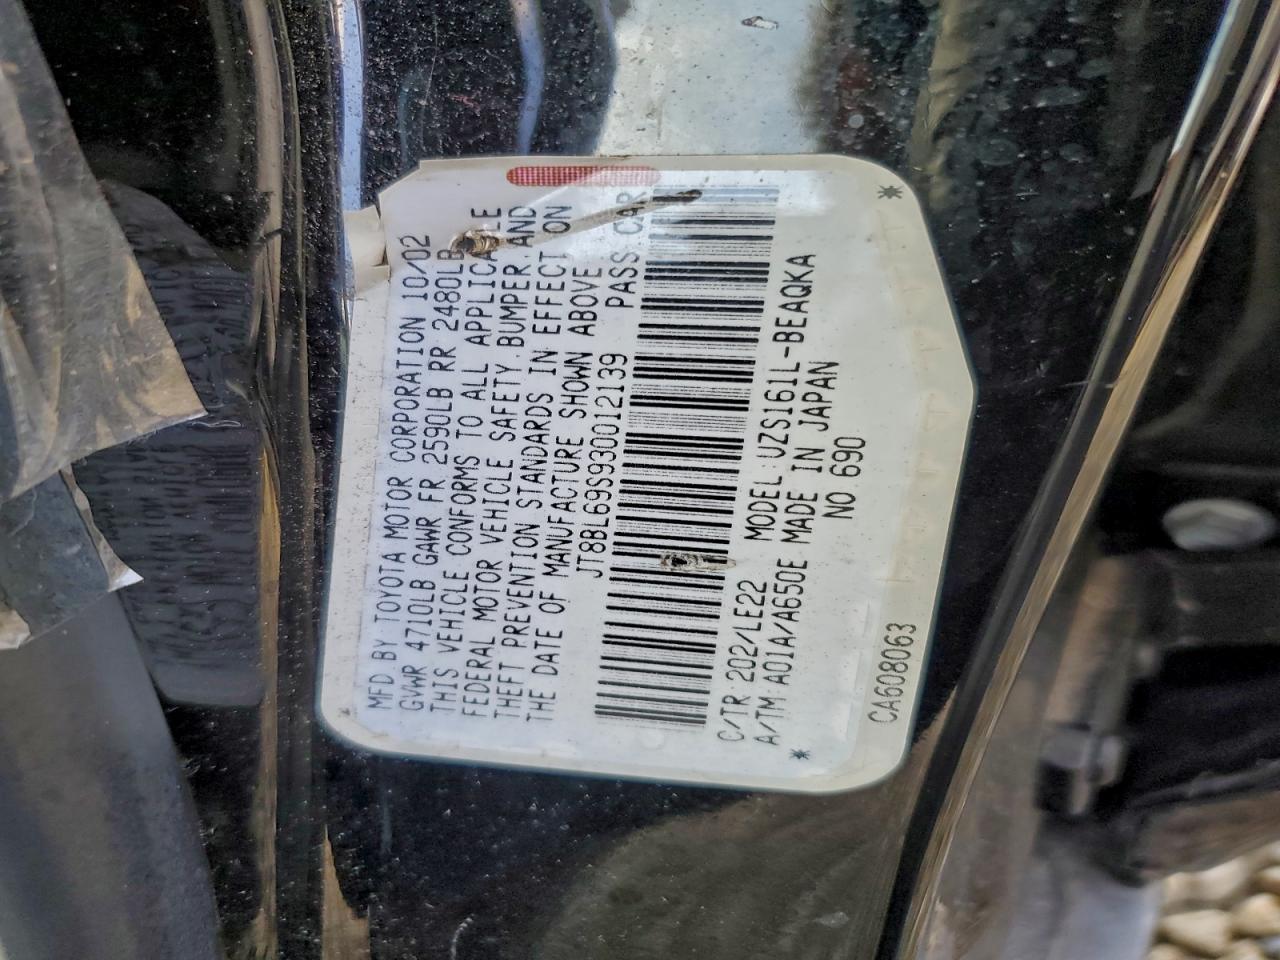 MFD BY TOYOTA MOTOR CORPORATION 10/02
GVWR 4710LB GAWR FR 2590LB RR 2480LB
THIS VEHICLE CONFORMS TO ALL APPLICABLE
FEDERAL MOTOR VEHICLE SAFETY, BUMPER, AND
THEFT PREVENTION STANDARDS IN EFFECT ON
THE DATE OF MANUFACTURE SHOWN ABOVE
JT8BL69S930012139 PASS. CAR
C/TR: 202/LE22 MODEL: UZS161L-BEAQKA
A/TM: A01A/A650E MADE IN JAPAN
NO 690
CA608063